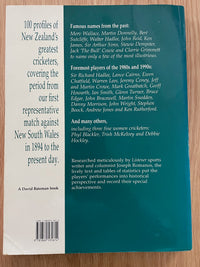 100 profiles of
New Zealand's
greatest
cricketers,
covering the
period from
our first
representative
match against
New South Wales
in 1894 to the
present day.
A David Bateman book
Famous names from the past:
Merv Wallace, Martin Donnelly, Bert
Sutcliffe, Walter Hadlee, John Reid, Ken
James, Sir Arthur Sims, Stewie Dempster,
Jack 'The Bull' Cowie and Clarrie Grimmett
to name only a few of the most illustrious.
Foremost players of the 1980s and 1990s:
Sir Richard Hadlee, Lance Cairns, Ewen
Chatfield, Warren Lees, Jeremy Coney, Jeff
and Martin Crowe, Mark Greatbatch, Geoff
Howarth, Ian Smith, Glenn Turner, Bruce
Edgar, John Bracewell, Martin Snedden,
Danny Morrison, John Wright, Stephen
Boock, Andrew Jones and Ken Rutherford.
And many others,
including three fine women cricketers:
Phyl Blackler, Trish McKelvey and Debbie
Hockley.
Researched meticulously by Listener sports
writer and columnist Joseph Romanos, the
lively text and tables of statistics put the
players' performances into historical
perspective and record their special
achievements.